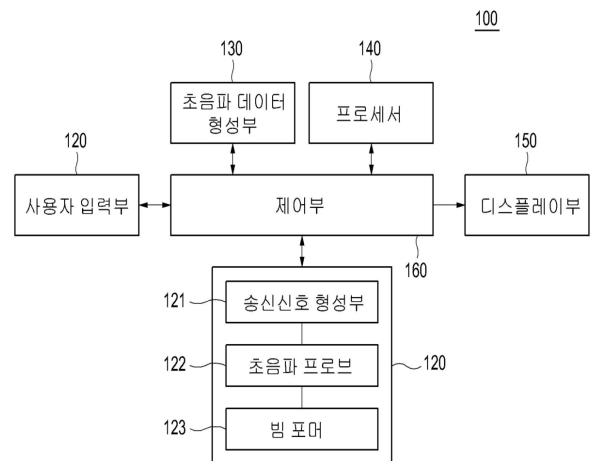 100
130
140
초음파 데이터
형성부
프로세서
120
150
사용자 입력부
제어부
디스플레이부
160
121
송신신호 형성부
122
초음파 프로브
120
123
빔 포머